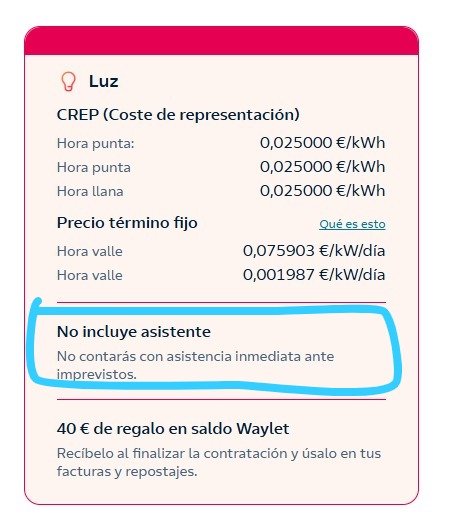 Luz
CREP (Coste de representación)
Hora punta: 0,025000 €/kWh
Hora punta 0,025000 €/kWh
Hora llana 0,025000 €/kWh
Precio término fijo Qué es esto
Hora valle 0,075903 €/kW/día
Hora valle 0,001987 €/kW/día
No incluye asistente
No contarás con asistencia inmediata ante
imprevistos.
40 € de regalo en saldo Waylet
Recíbelo al finalizar la contratación y úsalo en tus
facturas y repostajes.